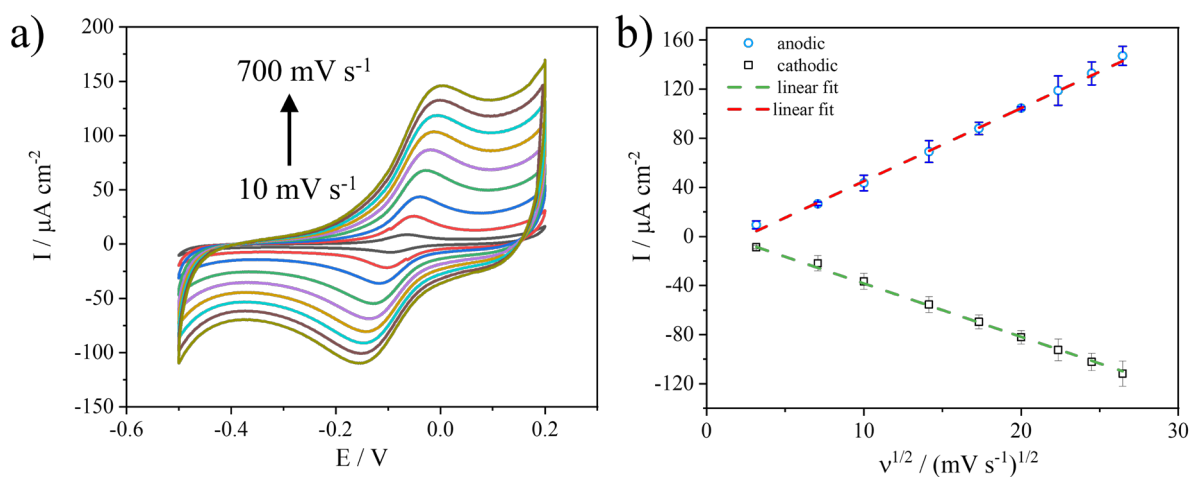 a)
700 mV s⁻¹
10 mV s⁻¹
200
150
100
50
0
-50
-100
-150
-0.6
-0.4
-0.2
0.0
0.2
I / µA cm⁻²
E / V
b)
anodic
cathodic
linear fit
linear fit
160
120
80
40
0
-40
-80
-120
0
10
20
30
I / µA cm⁻²
ν¹/² / (mV s⁻¹)¹/²